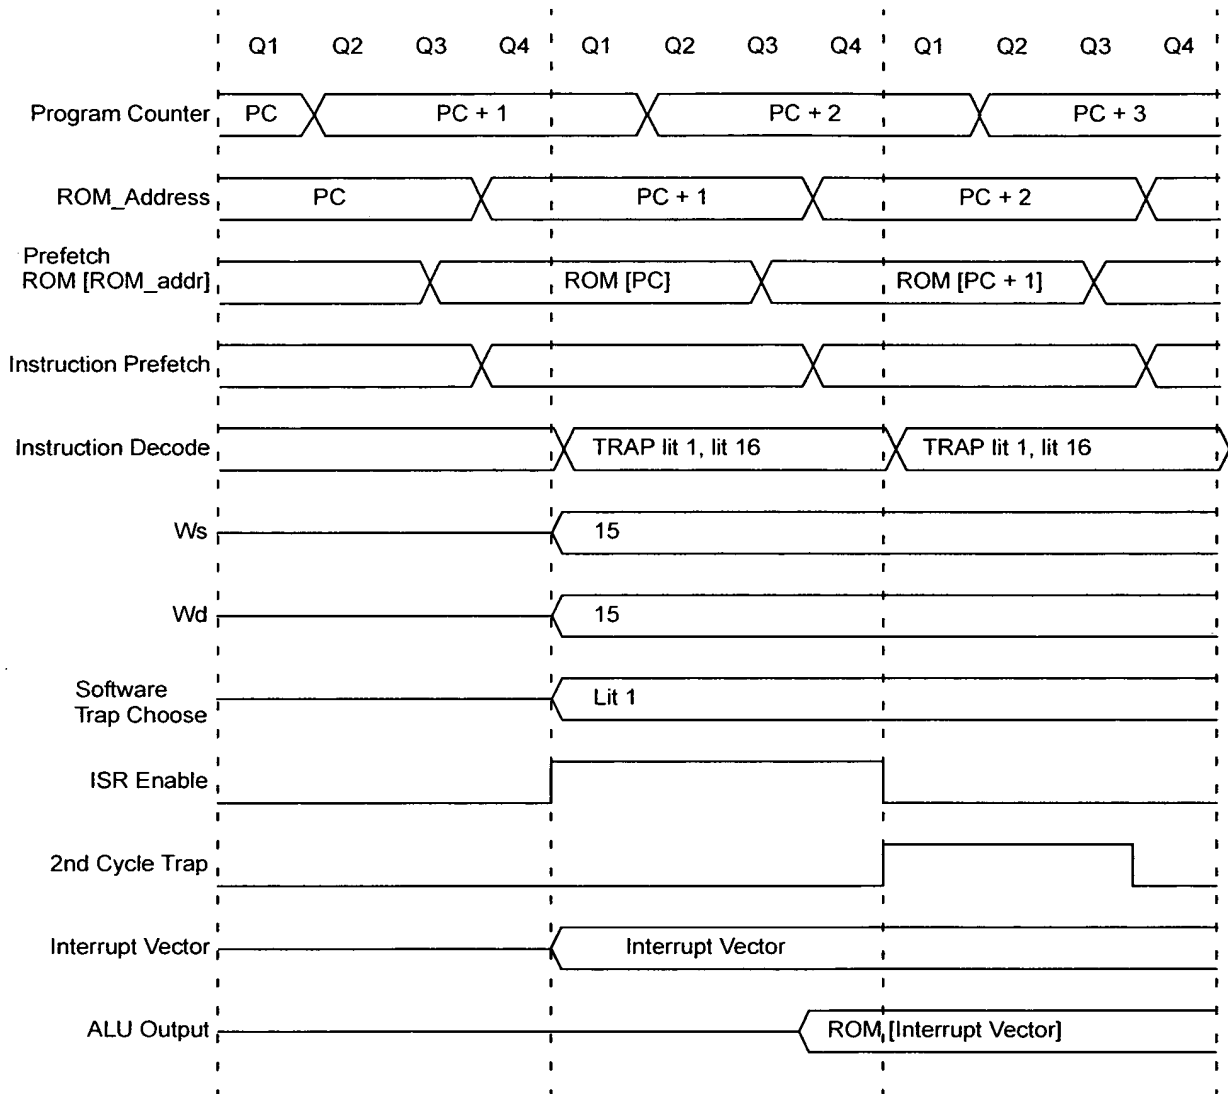 Q1 Q2 Q3 Q4 Q1 Q2 Q3 Q4 Q1 Q2 Q3 Q4
Program Counter PC PC + 1 PC + 2 PC + 3
ROM_Address PC PC + 1 PC + 2
Prefetch
ROM [ROM_addr] ROM [PC] ROM [PC + 1]
Instruction Prefetch
Instruction Decode TRAP lit 1, lit 16 TRAP lit 1, lit 16
Ws 15
Wd 15
Software
Trap Choose Lit 1
ISR Enable
2nd Cycle Trap
Interrupt Vector Interrupt Vector
ALU Output ROM [Interrupt Vector]